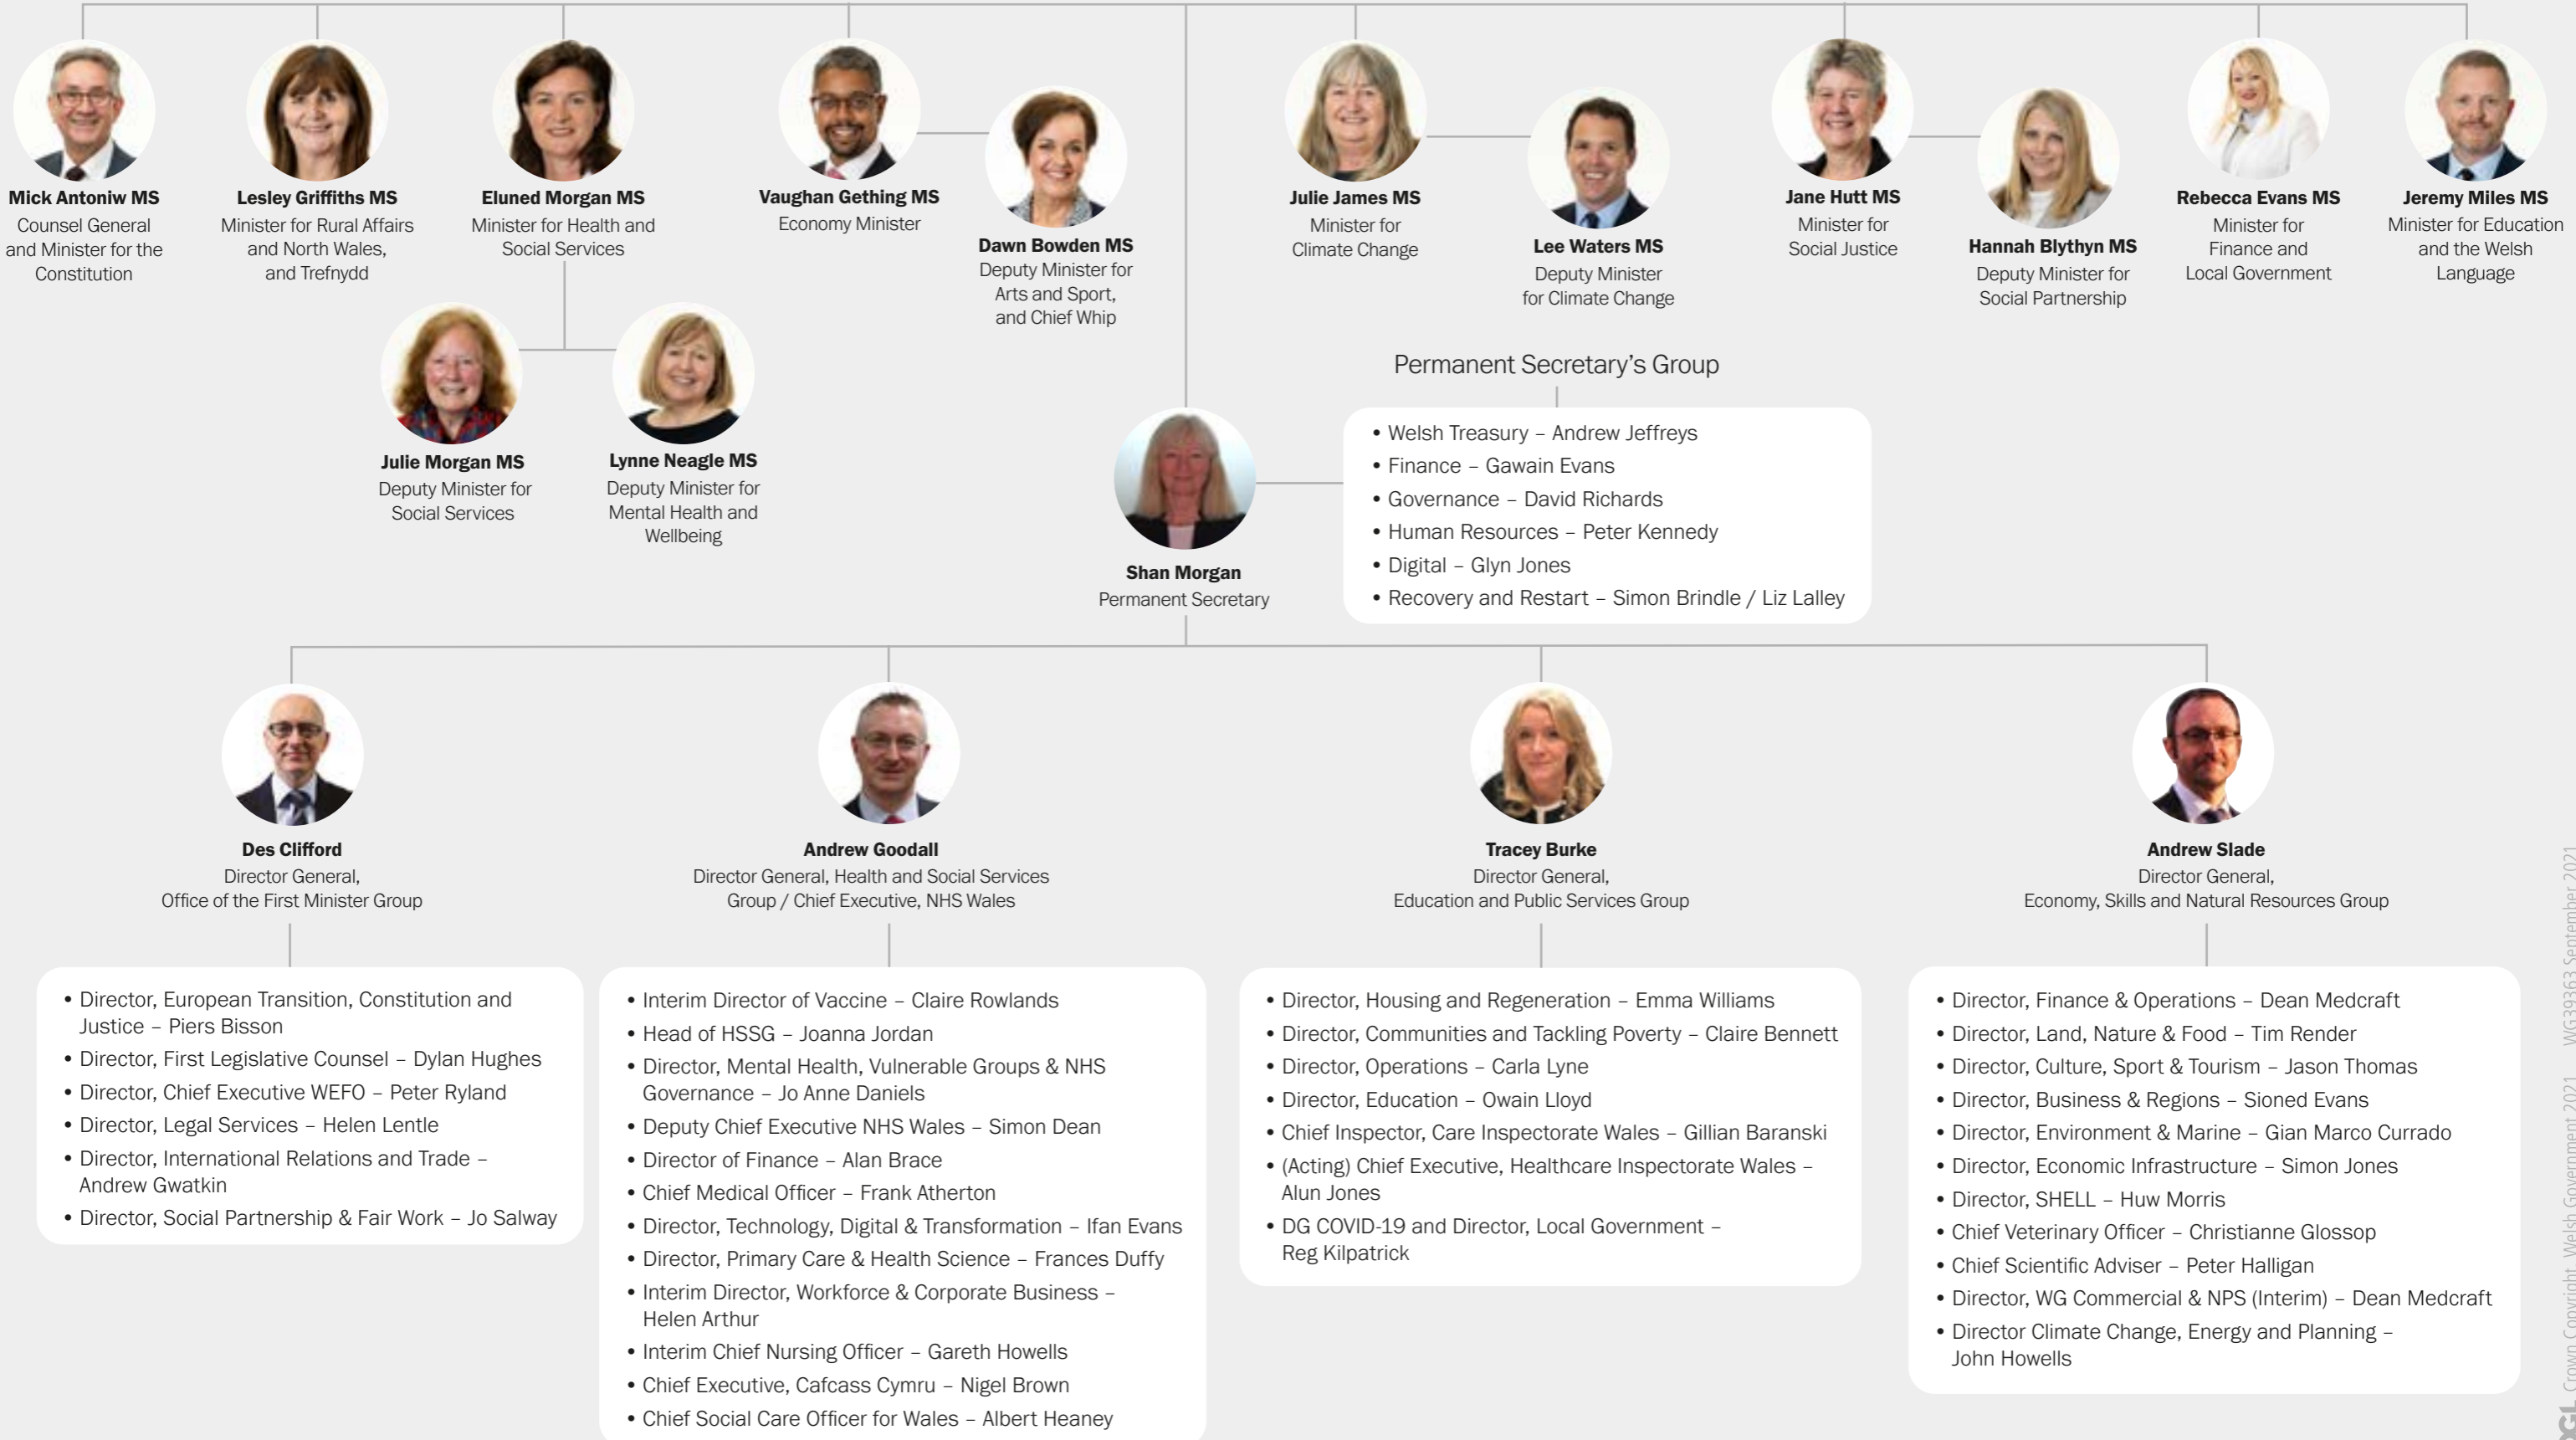 Mick Antoniw MS
Counsel General
and Minister for the
Constitution
Lesley Griffiths MS
Minister for Rural Affairs
and North Wales,
and Trefnydd
Eluned Morgan MS
Minister for Health and
Social Services
Vaughan Gething MS
Economy Minister
Dawn Bowden MS
Deputy Minister for
Arts and Sport,
and Chief Whip
Julie James MS
Minister for
Climate Change
Lee Waters MS
Deputy Minister
for Climate Change
Jane Hutt MS
Minister for
Social Justice
Hannah Blythyn MS
Deputy Minister for
Social Partnership
Rebecca Evans MS
Minister for
Finance and
Local Government
Jeremy Miles MS
Minister for Education
and the Welsh
Language
Julie Morgan MS
Deputy Minister for
Social Services
Lynne Neagle MS
Deputy Minister for
Mental Health and
Wellbeing
Shan Morgan
Permanent Secretary
Permanent Secretary's Group
• Welsh Treasury – Andrew Jeffreys
• Finance – Gawain Evans
• Governance – David Richards
• Human Resources – Peter Kennedy
• Digital – Glyn Jones
• Recovery and Restart – Simon Brindle / Liz Lalley
Des Clifford
Director General,
Office of the First Minister Group
• Director, European Transition, Constitution and
Justice – Piers Bisson
• Director, First Legislative Counsel – Dylan Hughes
• Director, Chief Executive WEFO – Peter Ryland
• Director, Legal Services – Helen Lentle
• Director, International Relations and Trade –
Andrew Gwatkin
• Director, Social Partnership & Fair Work – Jo Salway
Andrew Goodall
Director General, Health and Social Services
Group / Chief Executive, NHS Wales
• Interim Director of Vaccine – Claire Rowlands
• Head of HSSG – Joanna Jordan
• Director, Mental Health, Vulnerable Groups & NHS
Governance – Jo Anne Daniels
• Deputy Chief Executive NHS Wales – Simon Dean
• Director of Finance – Alan Brace
• Chief Medical Officer – Frank Atherton
• Director, Technology, Digital & Transformation – Ifan Evans
• Director, Primary Care & Health Science – Frances Duffy
• Interim Director, Workforce & Corporate Business –
Helen Arthur
• Interim Chief Nursing Officer – Gareth Howells
• Chief Executive, Cafcass Cymru – Nigel Brown
• Chief Social Care Officer for Wales – Albert Heaney
Tracey Burke
Director General,
Education and Public Services Group
• Director, Housing and Regeneration – Emma Williams
• Director, Communities and Tackling Poverty – Claire Bennett
• Director, Operations – Carla Lyne
• Director, Education – Owain Lloyd
• Chief Inspector, Care Inspectorate Wales – Gillian Baranski
• (Acting) Chief Executive, Healthcare Inspectorate Wales –
Alun Jones
• DG COVID-19 and Director, Local Government –
Reg Kilpatrick
Andrew Slade
Director General,
Economy, Skills and Natural Resources Group
• Director, Finance & Operations – Dean Medcraft
• Director, Land, Nature & Food – Tim Render
• Director, Culture, Sport & Tourism – Jason Thomas
• Director, Business & Regions – Sioned Evans
• Director, Environment & Marine – Gian Marco Currado
• Director, Economic Infrastructure – Simon Jones
• Director, SHELL – Huw Morris
• Chief Veterinary Officer – Christianne Glossop
• Chief Scientific Adviser – Peter Halligan
• Director, WG Commercial & NPS (Interim) – Dean Medcraft
• Director Climate Change, Energy and Planning –
John Howells
OGL Crown Copyright, Welsh Government 2021 WG39363 September 2021